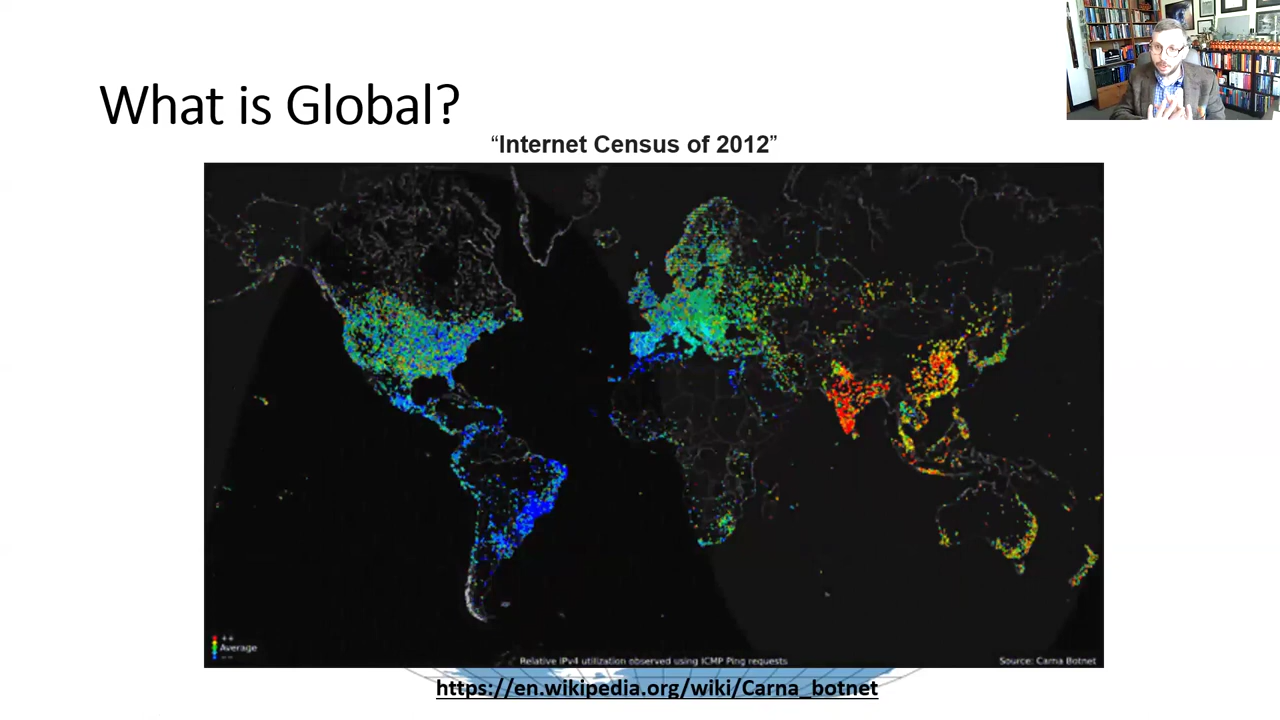 What is Global?
“Internet Census of 2012”
++
Average
--
Relative IPv4 utilization observed using ICMP Ping requests
Source: Carna Botnet
https://en.wikipedia.org/wiki/Carna_botnet